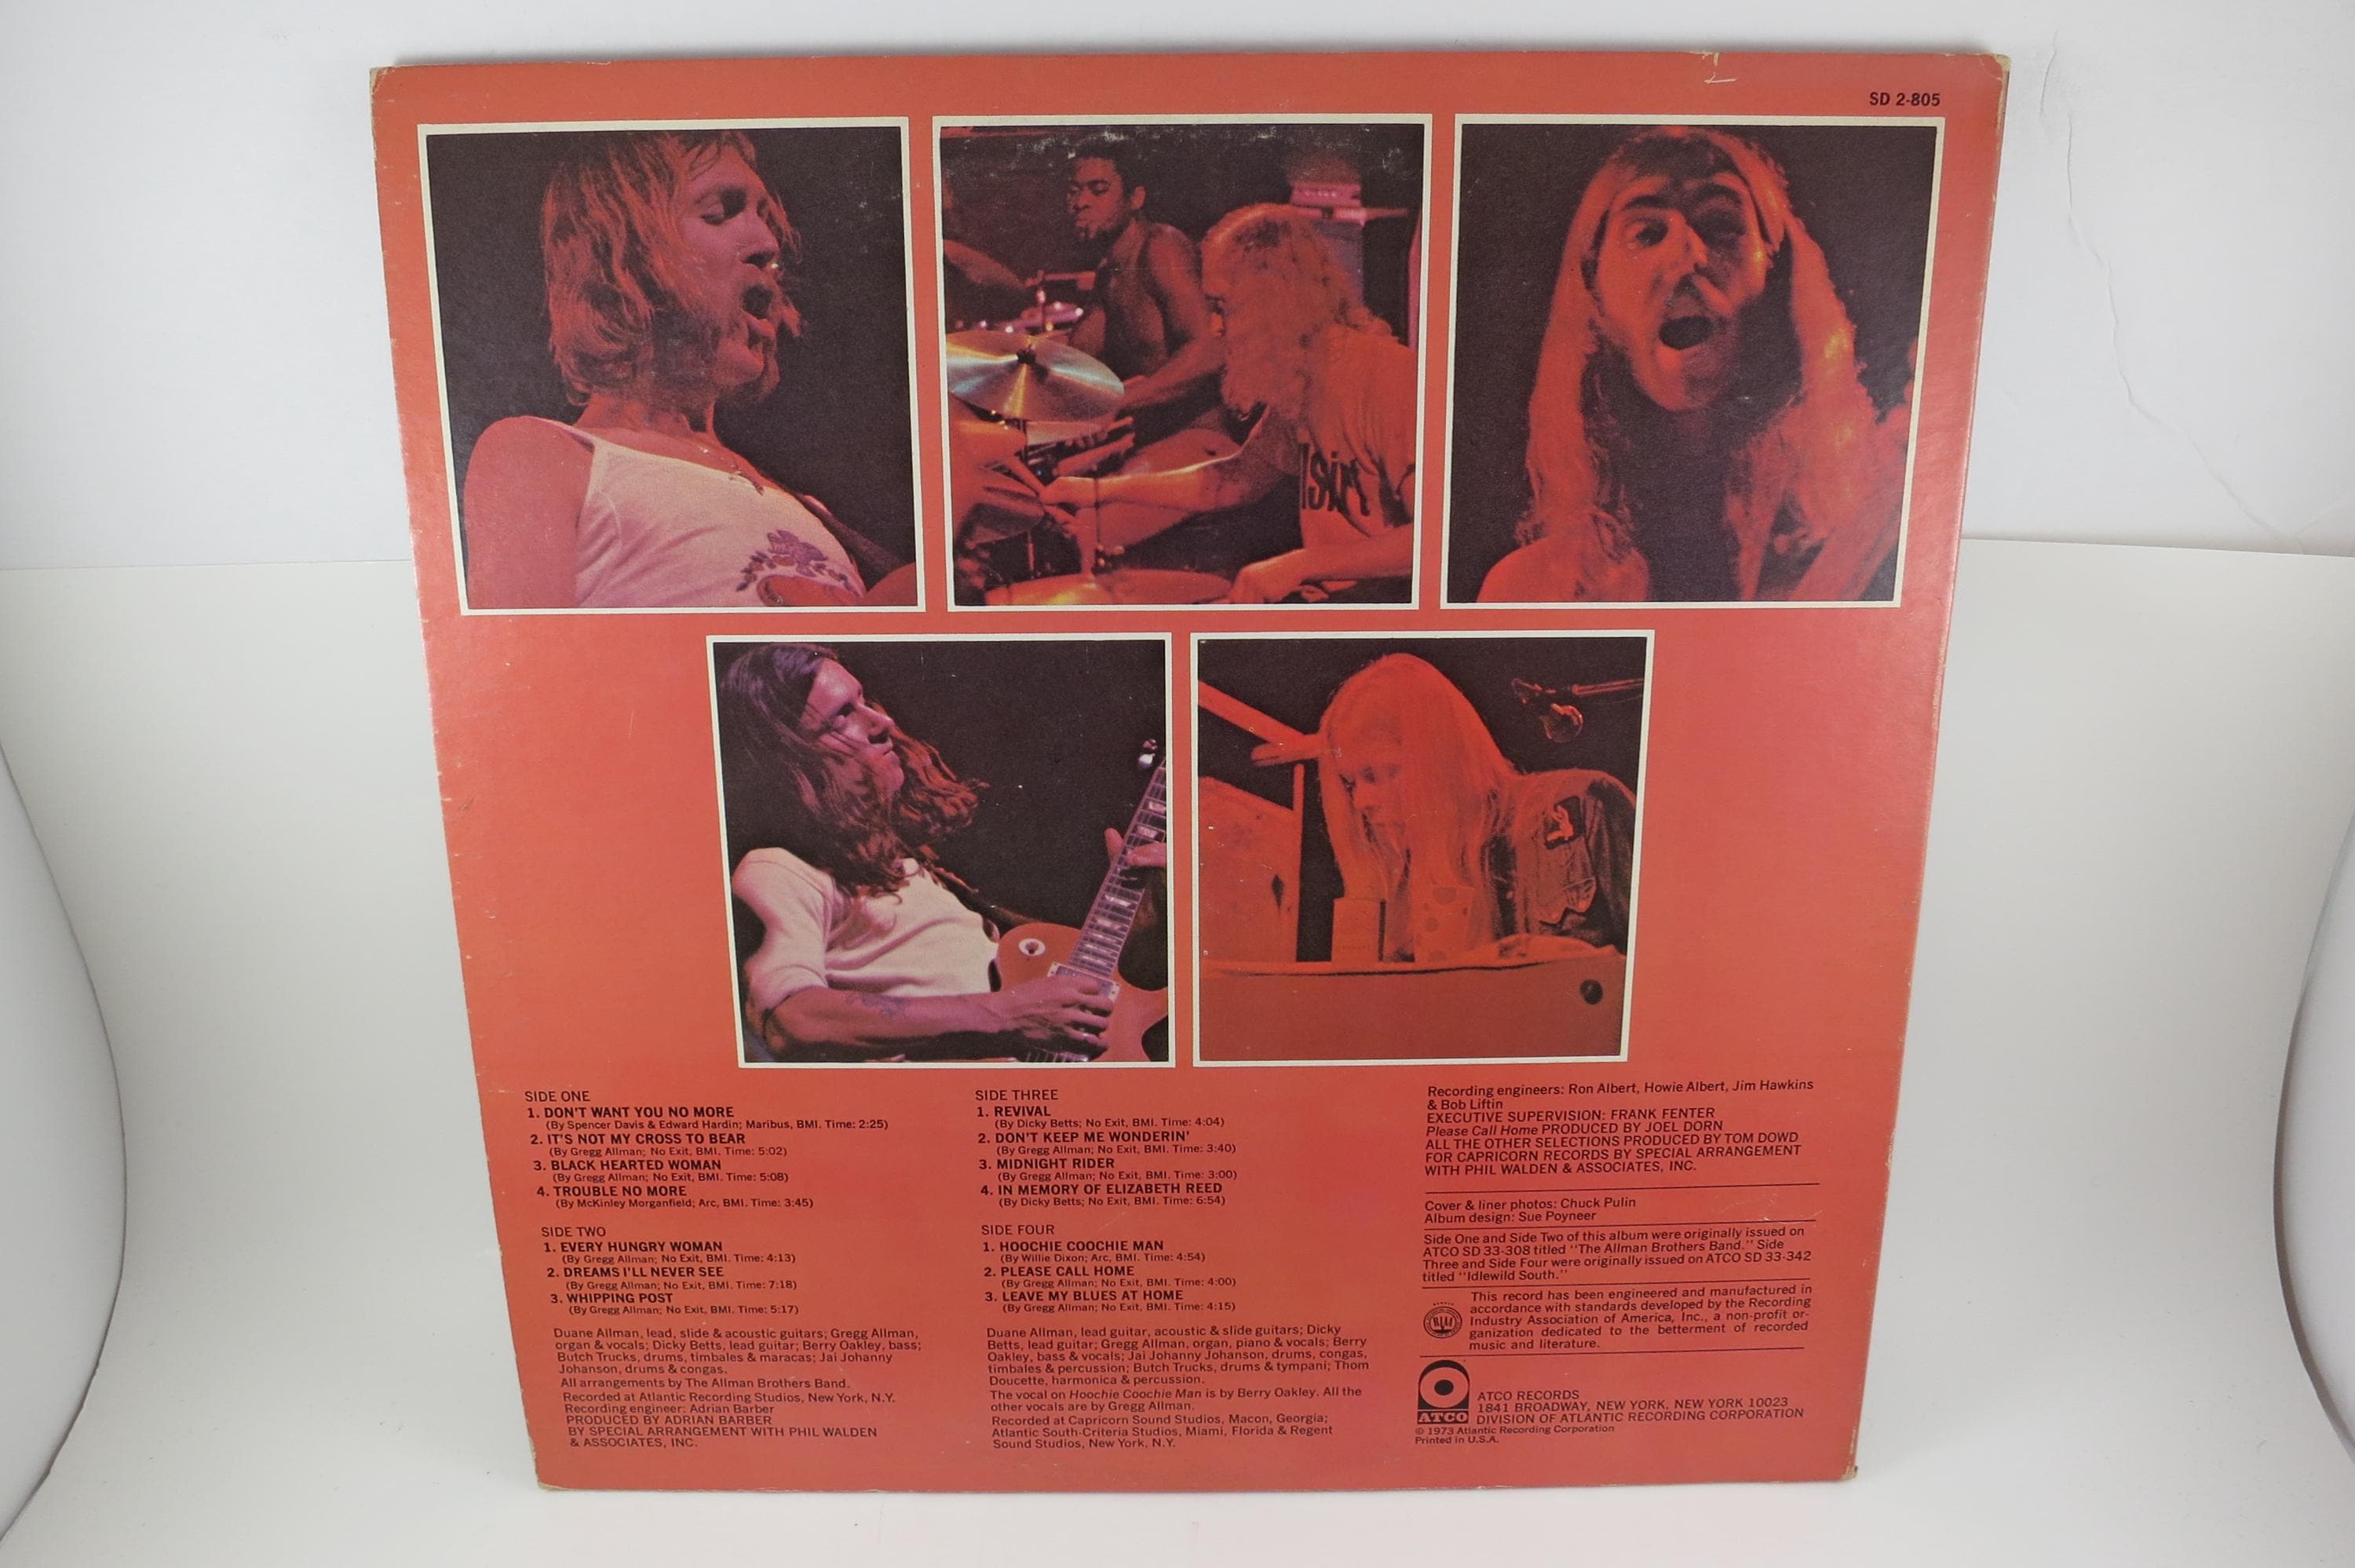 SD 2-805
SIDE ONE
1. DON'T WANT YOU NO MORE
(By Spencer Davis & Edward Hardin; Maribus, BMI. Time: 2:25)
2. IT'S NOT MY CROSS TO BEAR
(By Gregg Allman; No Exit, BMI. Time: 5:02)
3. BLACK HEARTED WOMAN
(By Gregg Allman; No Exit, BMI. Time: 5:08)
4. TROUBLE NO MORE
(By McKinley Morganfield; Arc, BMI. Time: 3:45)
SIDE TWO
1. EVERY HUNGRY WOMAN
(By Gregg Allman; No Exit, BMI. Time: 4:13)
2. DREAMS I'LL NEVER SEE
(By Gregg Allman; No Exit, BMI. Time: 7:18)
3. WHIPPING POST
(By Gregg Allman; No Exit, BMI. Time: 5:17)
Duane Allman, lead, slide & acoustic guitars; Gregg Allman,
organ & vocals; Dicky Betts, lead guitar; Berry Oakley, bass;
Butch Trucks, drums, timbales & maracas; Jai Johanny
Johanson, drums & congas.
All arrangements by The Allman Brothers Band.
Recorded at Atlantic Recording Studios, New York, N.Y.
Recording engineer: Adrian Barber
PRODUCED BY ADRIAN BARBER
BY SPECIAL ARRANGEMENT WITH PHIL WALDEN
& ASSOCIATES, INC.
SIDE THREE
1. REVIVAL
(By Dicky Betts; No Exit, BMI. Time: 4:04)
2. DON'T KEEP ME WONDERIN'
(By Gregg Allman; No Exit, BMI. Time: 3:40)
3. MIDNIGHT RIDER
(By Gregg Allman; No Exit, BMI. Time: 3:00)
4. IN MEMORY OF ELIZABETH REED
(By Dicky Betts; No Exit, BMI. Time: 6:54)
SIDE FOUR
1. HOOCHIE COOCHIE MAN
(By Willie Dixon; Arc, BMI. Time: 4:54)
2. PLEASE CALL HOME
(By Gregg Allman; No Exit, BMI. Time: 4:00)
3. LEAVE MY BLUES AT HOME
(By Gregg Allman; No Exit, BMI. Time: 4:15)
Duane Allman, lead guitar, acoustic & slide guitars; Dicky
Betts, lead guitar; Gregg Allman, organ, piano & vocals; Berry
Oakley, bass & vocals; Jai Johanny Johanson, drums, congas,
timbales & percussion; Butch Trucks, drums & tympani; Thom
Doucette, harmonica & percussion.
The vocal on Hoochie Coochie Man is by Berry Oakley. All the
other vocals are by Gregg Allman.
Recorded at Capricorn Sound Studios, Macon, Georgia;
Atlantic South-Criteria Studios, Miami, Florida & Regent
Sound Studios, New York, N.Y.
Recording engineers: Ron Albert, Howie Albert, Jim Hawkins
& Bob Liftin
EXECUTIVE SUPERVISION: FRANK FENTER
Please Call Home PRODUCED BY JOEL DORN
ALL THE OTHER SELECTIONS PRODUCED BY TOM DOWD
FOR CAPRICORN RECORDS BY SPECIAL ARRANGEMENT
WITH PHIL WALDEN & ASSOCIATES, INC.
Cover & liner photos: Chuck Pulin
Album design: Sue Poyneer
Side One and Side Two of this album were originally issued on
ATCO SD 33-308 titled "The Allman Brothers Band." Side
Three and Side Four were originally issued on ATCO SD 33-342
titled "Idlewild South."
This record has been engineered and manufactured in
accordance with standards developed by the Recording
Industry Association of America, Inc., a non-profit or-
ganization dedicated to the betterment of recorded
music and literature.
RIAA
ATCO
ATCO RECORDS
1841 BROADWAY, NEW YORK, NEW YORK 10023
DIVISION OF ATLANTIC RECORDING CORPORATION
© 1973 Atlantic Recording Corporation
Printed in U.S.A.